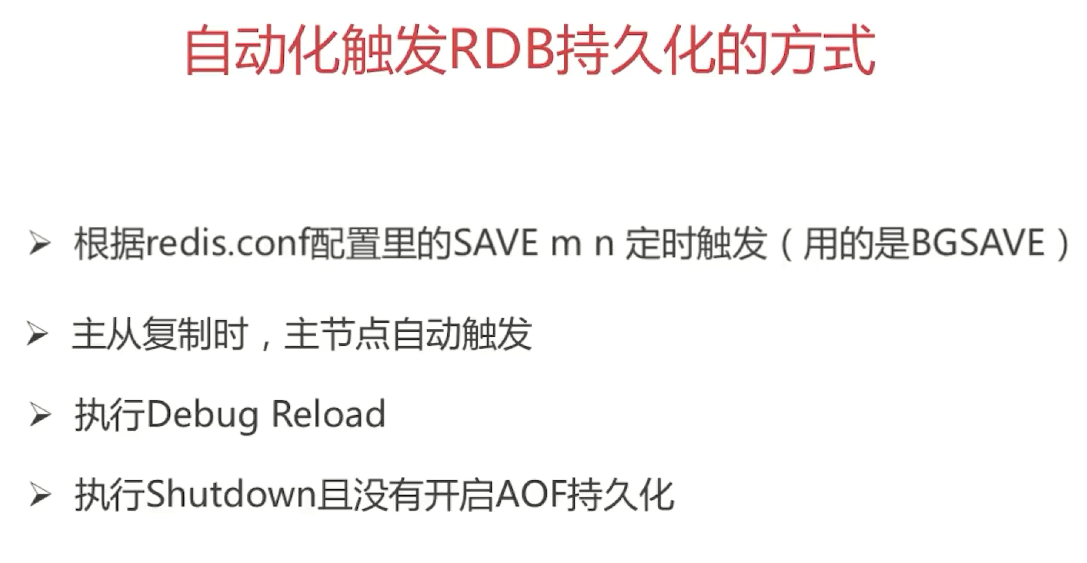 自动化触发RDB持久化的方式
➢ 根据redis.conf配置里的SAVE m n 定时触发（用的是BGSAVE）
➢ 主从复制时，主节点自动触发
➢ 执行Debug Reload
➢ 执行Shutdown且没有开启AOF持久化